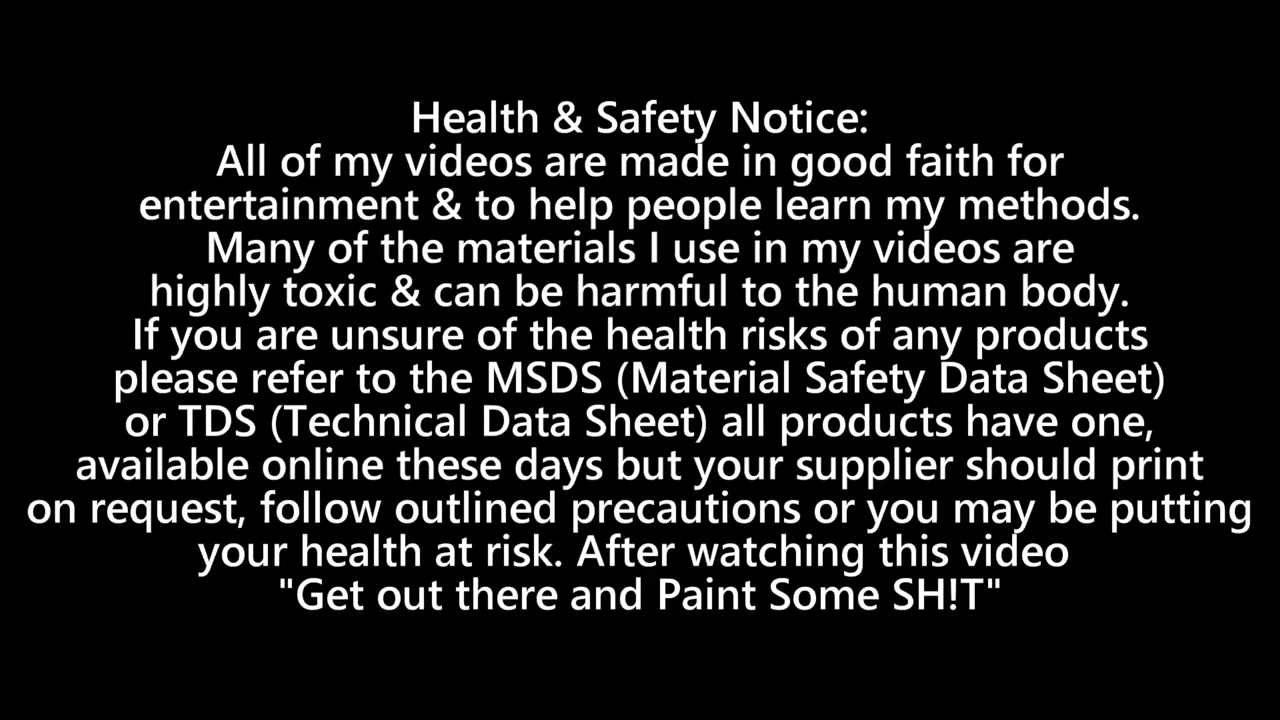 Health & Safety Notice:
All of my videos are made in good faith for
entertainment & to help people learn my methods.
Many of the materials I use in my videos are
highly toxic & can be harmful to the human body.
If you are unsure of the health risks of any products
please refer to the MSDS (Material Safety Data Sheet)
or TDS (Technical Data Sheet) all products have one,
available online these days but your supplier should print
on request, follow outlined precautions or you may be putting
your health at risk. After watching this video
"Get out there and Paint Some SH!T"